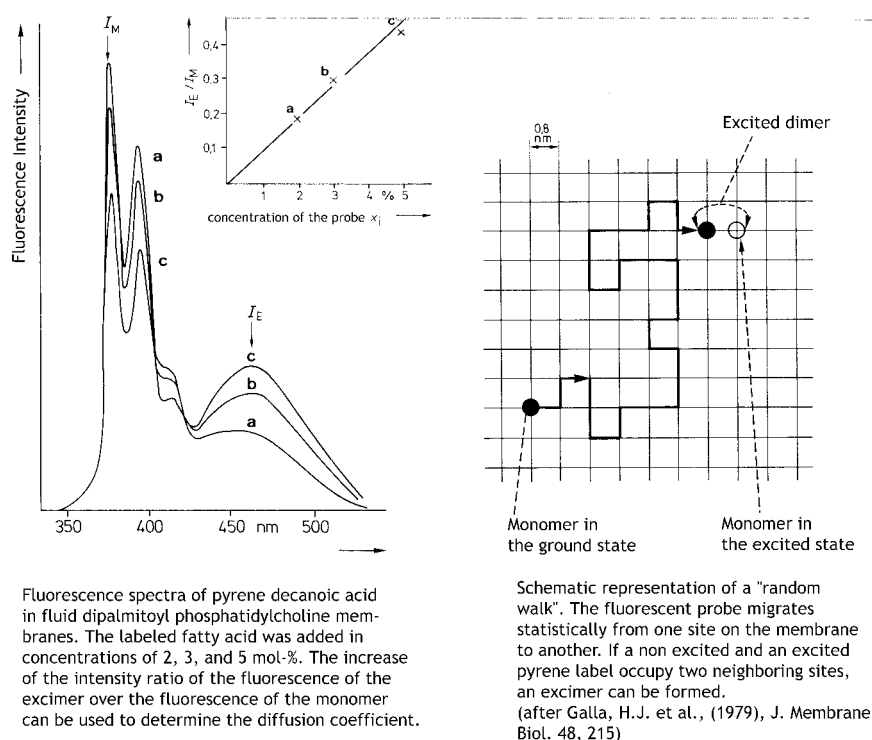 I_M
Fluorescence Intensity
a
b
c
I_E
c
b
a
350 400 450 nm 500
I_E / I_M
0,4
0,3
0,2
0,1
a
b
c
1 2 3 4 % 5
concentration of the probe x_i
Fluorescence spectra of pyrene decanoic acid
in fluid dipalmitoyl phosphatidylcholine mem-
branes. The labeled fatty acid was added in
concentrations of 2, 3, and 5 mol-%. The increase
of the intensity ratio of the fluorescence of the
excimer over the fluorescence of the monomer
can be used to determine the diffusion coefficient.
0,8
nm
Excited dimer
Monomer in
the ground state
Monomer in
the excited state
Schematic representation of a "random
walk". The fluorescent probe migrates
statistically from one site on the membrane
to another. If a non excited and an excited
pyrene label occupy two neighboring sites,
an excimer can be formed.
(after Galla, H.J. et al., (1979), J. Membrane
Biol. 48, 215)